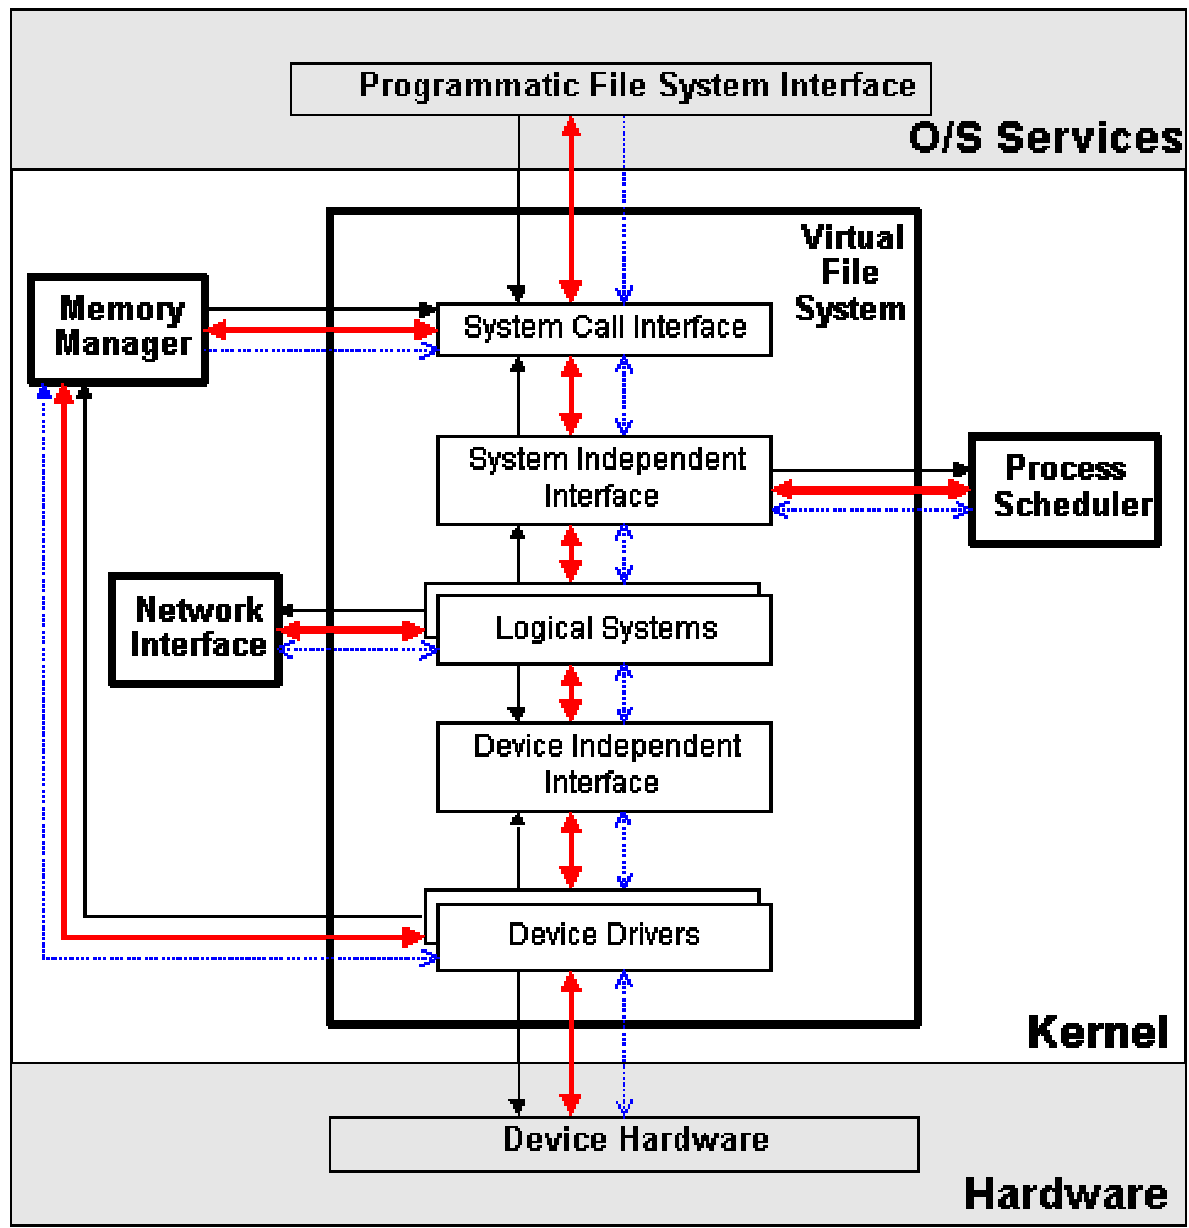 Programmatic File System Interface
O/S Services
Virtual
File
System
Memory
Manager
System Call Interface
System Independent
Interface
Process
Scheduler
Network
Interface
Logical Systems
Device Independent
Interface
Device Drivers
Kernel
Device Hardware
Hardware